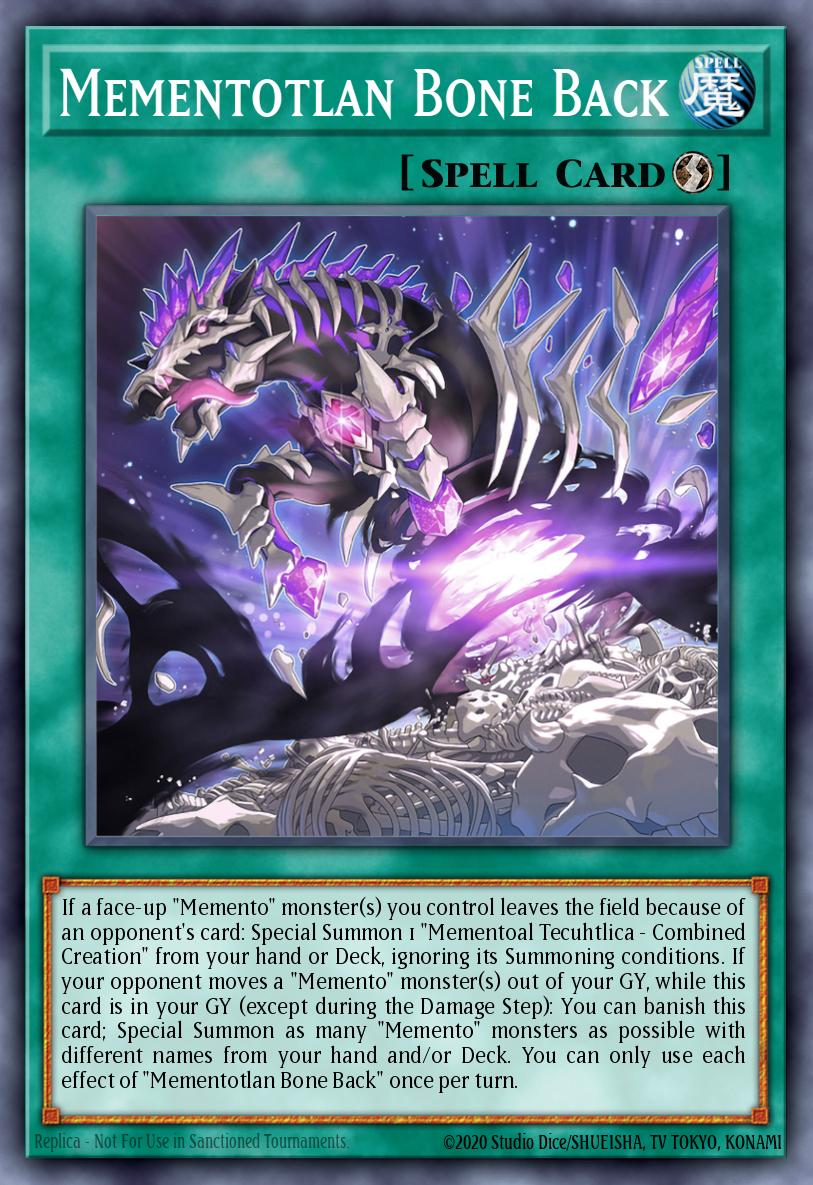 Mementotlan Bone Back
SPELL
魔
[Spell Card]
If a face-up "Memento" monster(s) you control leaves the field because of
an opponent's card: Special Summon 1 "Mementoal Tecuhtlica - Combined
Creation" from your hand or Deck, ignoring its Summoning conditions. If
your opponent moves a "Memento" monster(s) out of your GY, while this
card is in your GY (except during the Damage Step): You can banish this
card; Special Summon as many "Memento" monsters as possible with
different names from your hand and/or Deck. You can only use each
effect of "Mementotlan Bone Back" once per turn.
Replica - Not For Use in Sanctioned Tournaments.
©2020 Studio Dice/SHUEISHA, TV TOKYO, KONAMI